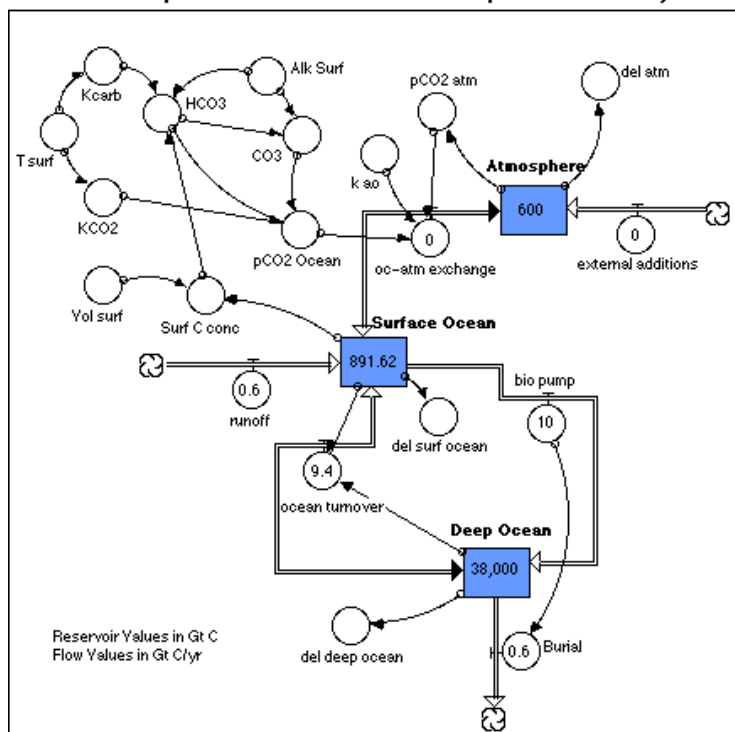 Alk Surf
pCO2 atm
del atm
Kcarb
HCO3
T surf
CO3
k ao
Atmosphere
600
KCO2
pCO2 Ocean
0
oc-atm exchange
0
external additions
Vol surf
Surf C conc
Surface Ocean
891.62
0.6
runoff
bio pump
10
del surf ocean
9.4
ocean turnover
Deep Ocean
38,000
del deep ocean
0.6
Burial
Reservoir Values in Gt C
Flow Values in Gt C/yr